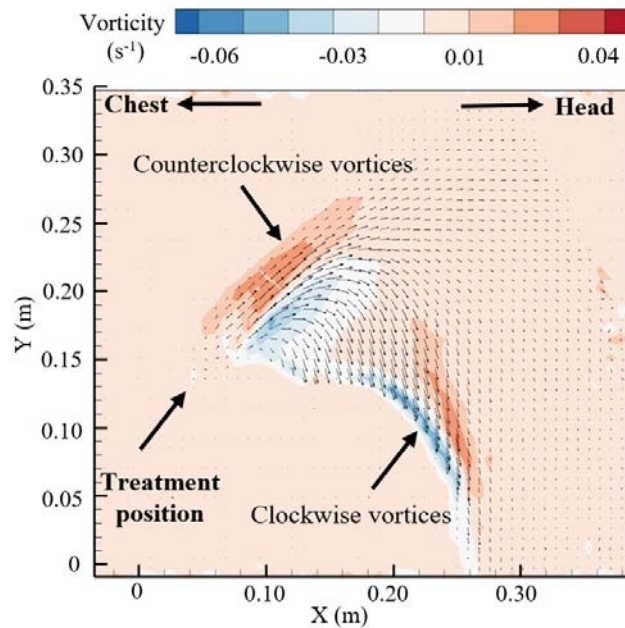 Vorticity
(s⁻¹)
-0.06 -0.03 0.01 0.04
0.35
Chest Head
0.30
Counterclockwise vortices
0.25
0.20
Y (m)
0.15
0.10
Treatment
position
0.05
Clockwise vortices
0
0 0.10 0.20 0.30
X (m)